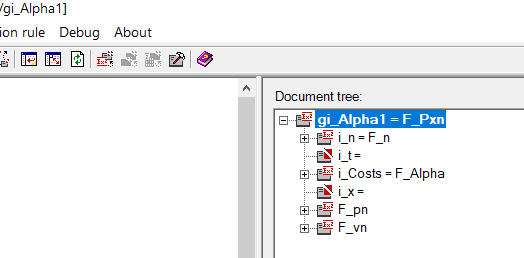 /gi_Alpha1]
ion rule Debug About
Document tree:
gi_Alpha1 = F_Pxn
i_n = F_n
i_t =
i_Costs = F_Alpha
i_x =
F_pn
F_vn